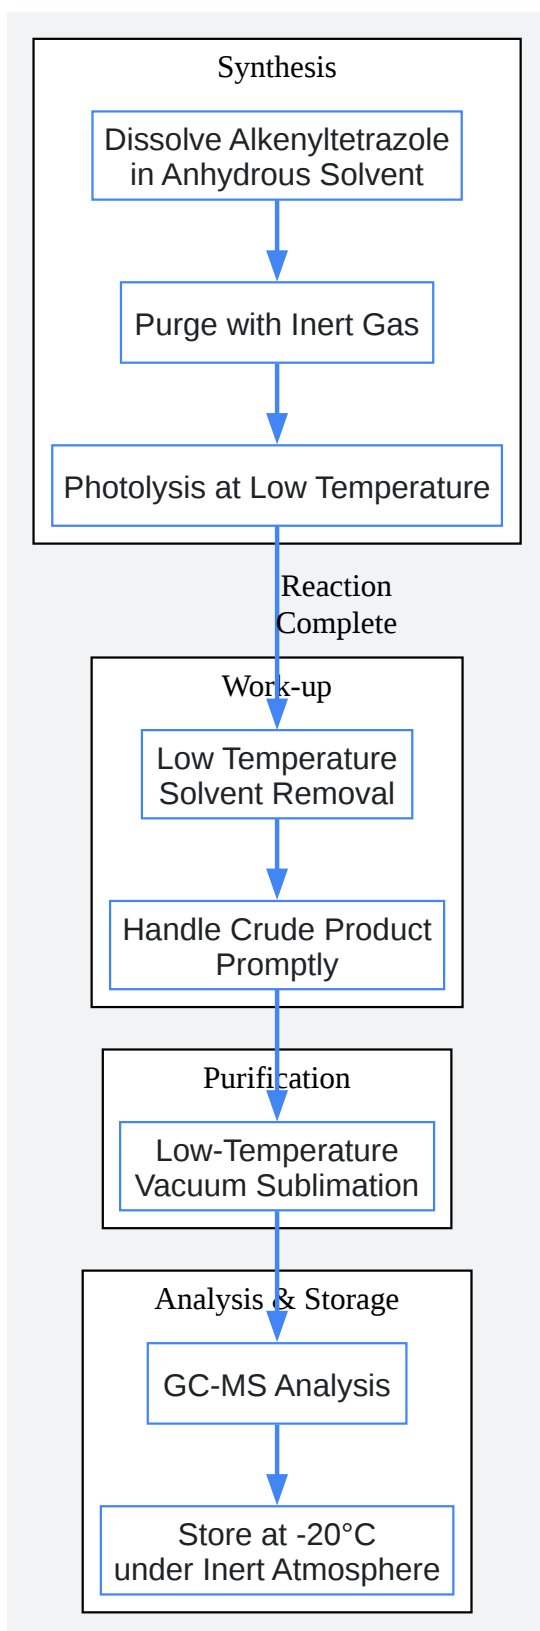 Synthesis
Dissolve Alkenyltetrazole
in Anhydrous Solvent
Purge with Inert Gas
Photolysis at Low Temperature
Reaction
Complete
Work-up
Low Temperature
Solvent Removal
Handle Crude Product
Promptly
Purification
Low-Temperature
Vacuum Sublimation
Analysis & Storage
GC-MS Analysis
Store at -20°C
under Inert Atmosphere